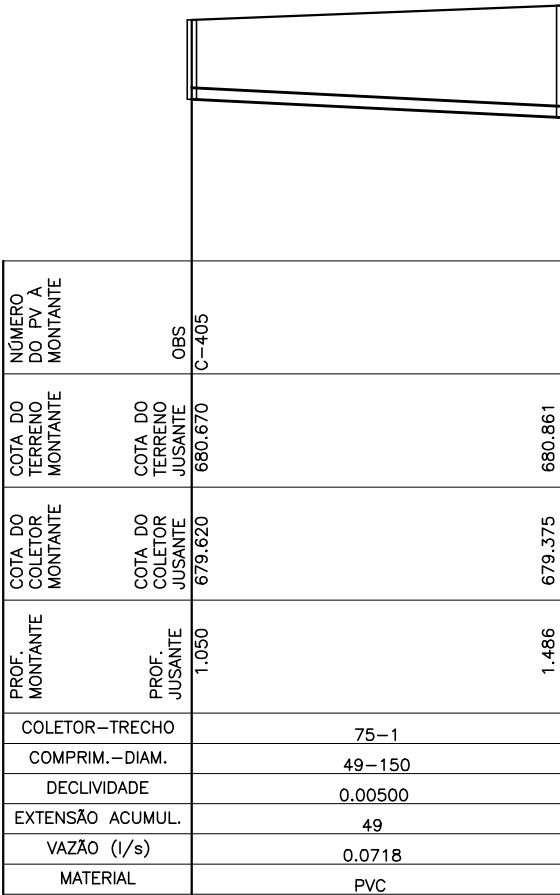 NÚMERO
DO PV À
MONTANTE
OBS
C-405
COTA DO
TERRENO
MONTANTE
COTA DO
TERRENO
JUSANTE
680.670
680.861
COTA DO
COLETOR
MONTANTE
COTA DO
COLETOR
JUSANTE
679.620
679.375
PROF.
MONTANTE
PROF.
JUSANTE
1.050
1.486
COLETOR-TRECHO
75-1
COMPRIM.-DIAM.
49-150
DECLIVIDADE
0.00500
EXTENSÃO ACUMUL.
49
VAZÃO (l/s)
0.0718
MATERIAL
PVC